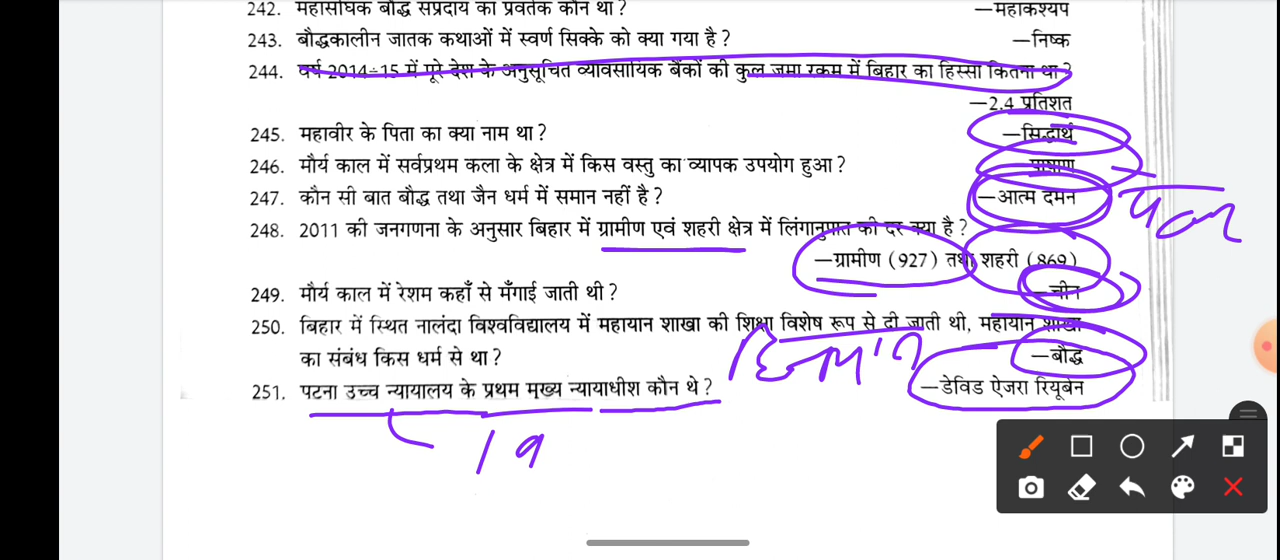 242. महासांघिक बौद्ध संप्रदाय का प्रवर्तक कौन था? —महाकश्यप
243. बौद्धकालीन जातक कथाओं में स्वर्ण सिक्के को क्या गया है? —निष्क
244. वर्ष 2014-15 में पूरे देश के अनुसूचित व्यावसायिक बैंकों की कुल जमा रकम में बिहार का हिस्सा कितना था?
—2.4 प्रतिशत
245. महावीर के पिता का क्या नाम था? —सिद्धार्थ
246. मौर्य काल में सर्वप्रथम कला के क्षेत्र में किस वस्तु का व्यापक उपयोग हुआ? —पाषाण
247. कौन सी बात बौद्ध तथा जैन धर्म में समान नहीं है? —आत्म दमन
248. 2011 की जनगणना के अनुसार बिहार में ग्रामीण एवं शहरी क्षेत्र में लिंगानुपात की दर क्या है?
—ग्रामीण (927) तथा शहरी (869)
249. मौर्य काल में रेशम कहाँ से मँगाई जाती थी? —चीन
250. बिहार में स्थित नालंदा विश्वविद्यालय में महायान शाखा की शिक्षा विशेष रूप से दी जाती थी, महायान शाखा
का संबंध किस धर्म से था? —बौद्ध
251. पटना उच्च न्यायालय के प्रथम मुख्य न्यायाधीश कौन थे? —डेविड ऐजरा रियूबेन
19